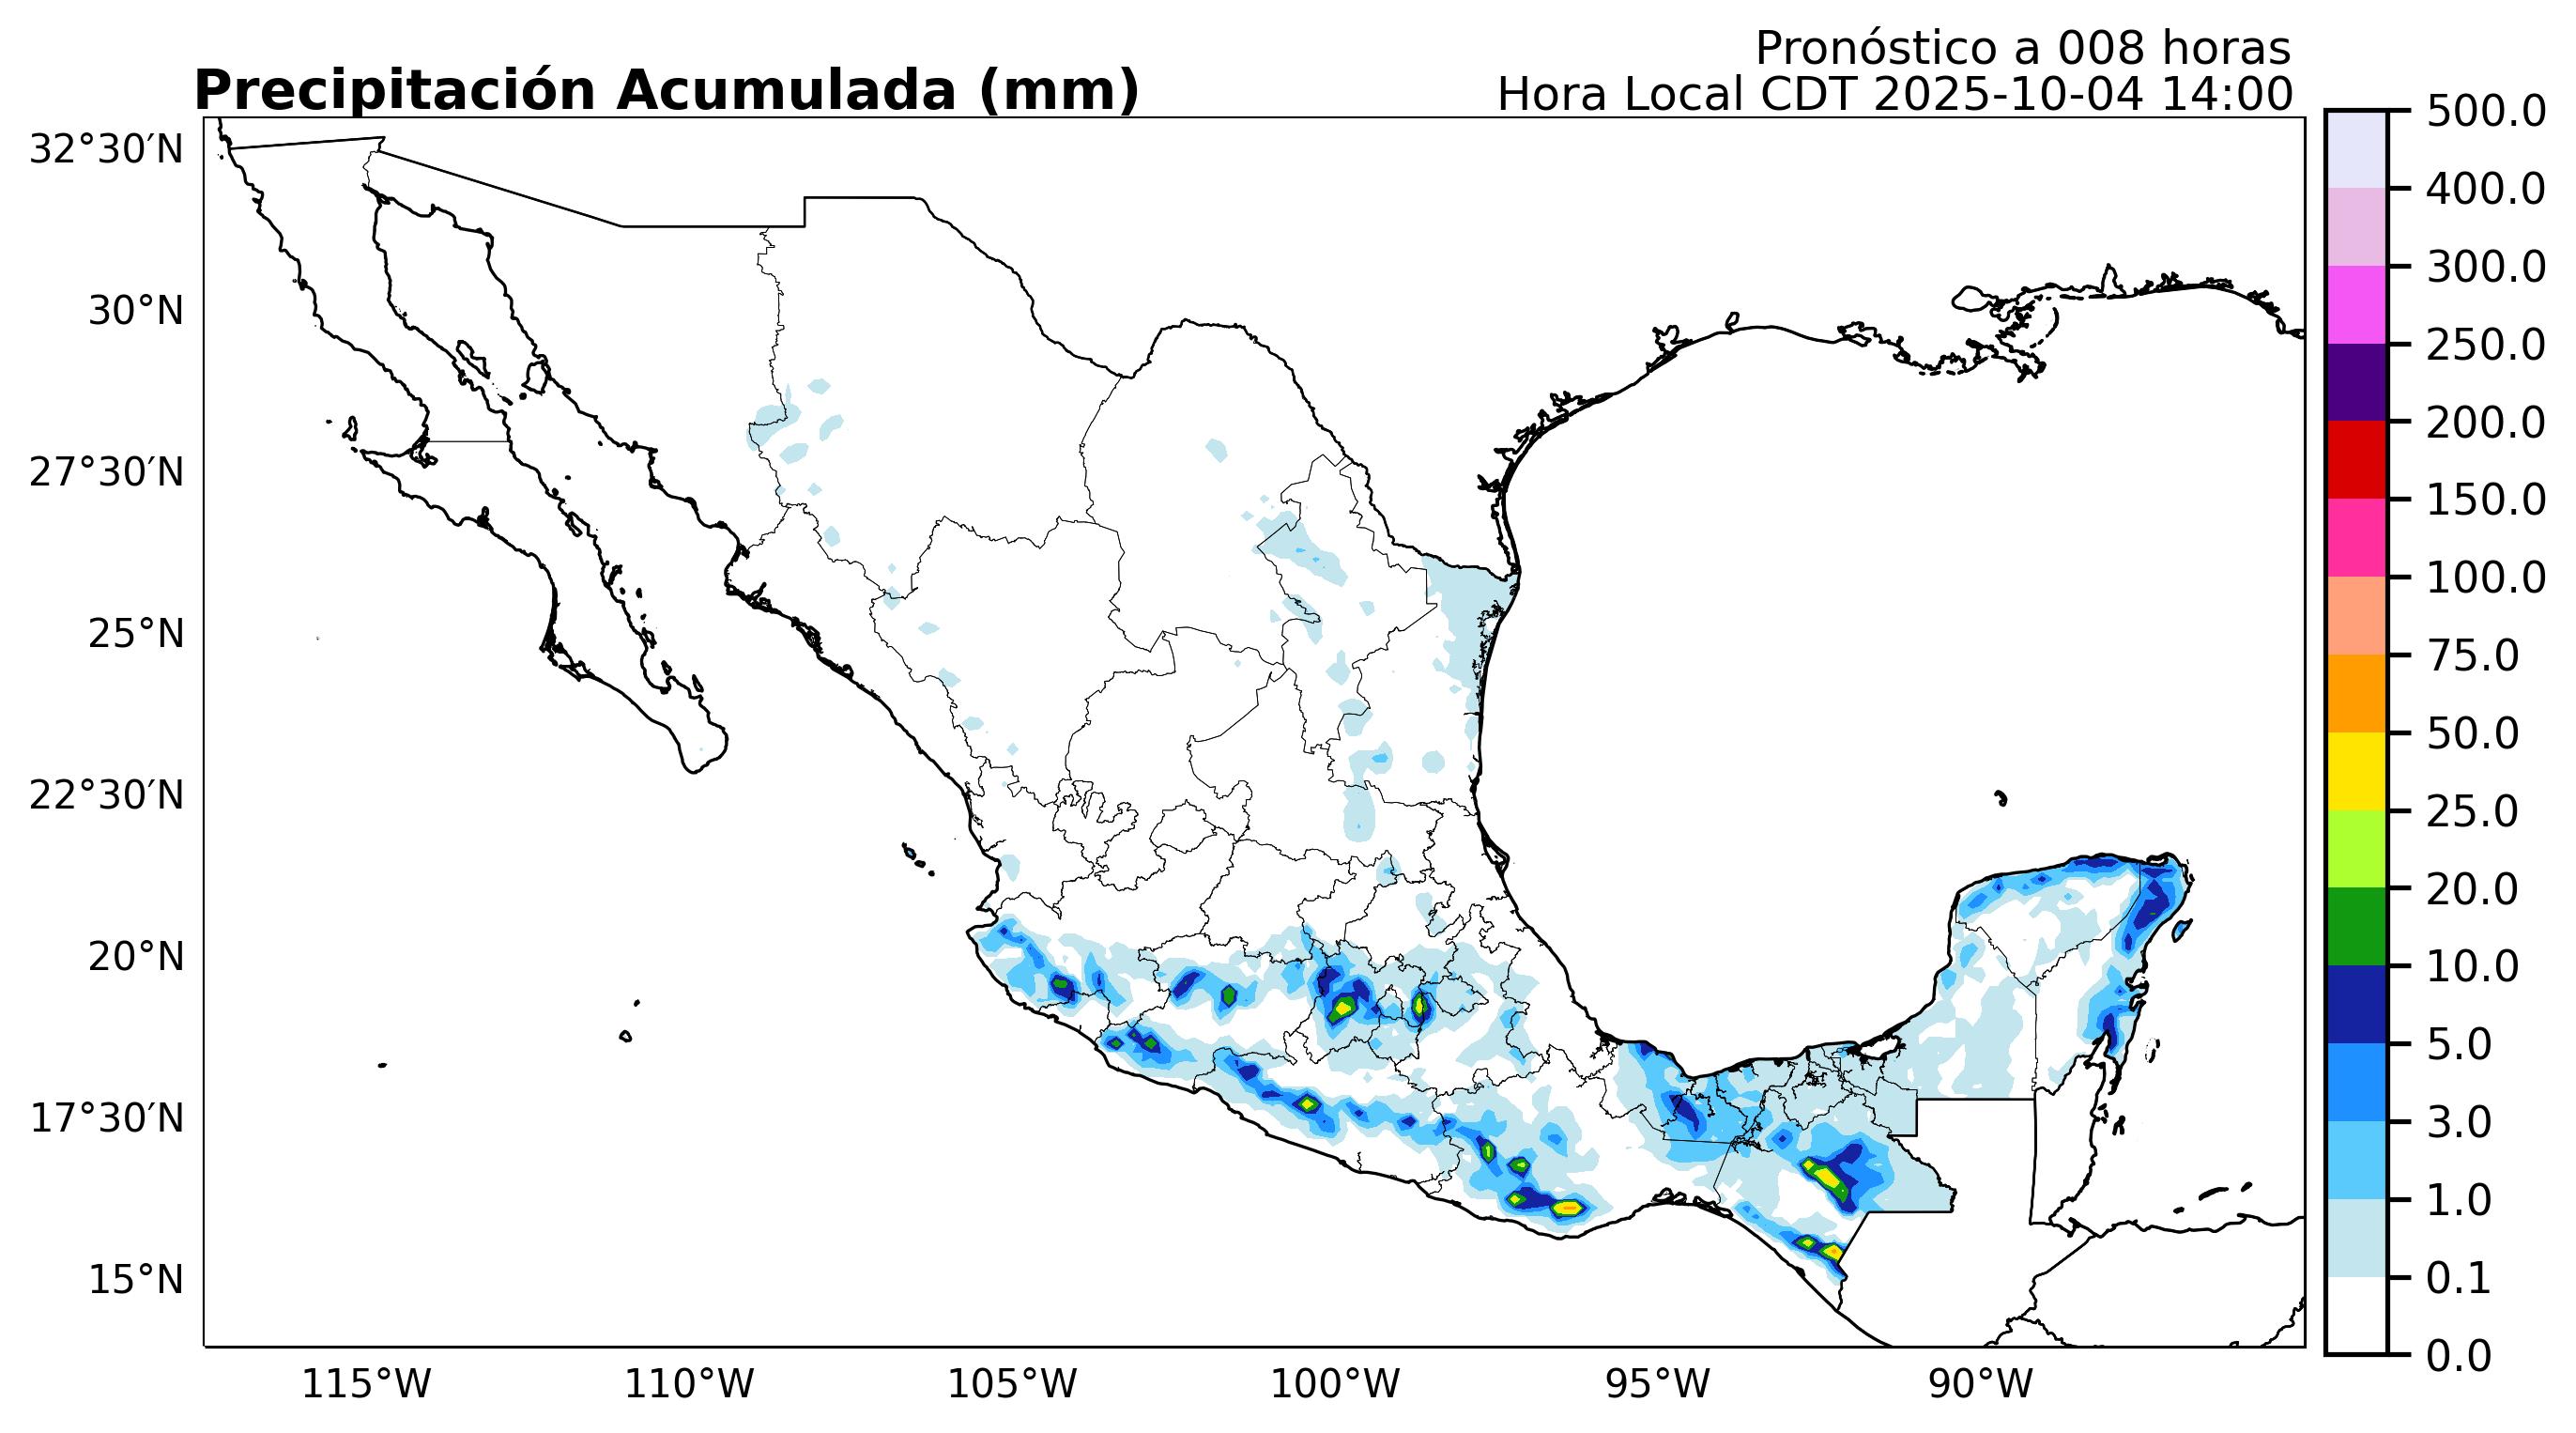 Pronóstico a 008 horas
Precipitación Acumulada (mm)
Hora Local CDT 2025-10-04 14:00
32°30′N
30°N
27°30′N
25°N
22°30′N
20°N
17°30′N
15°N
115°W
110°W
105°W
100°W
95°W
90°W
500.0
400.0
300.0
250.0
200.0
150.0
100.0
75.0
50.0
25.0
20.0
10.0
5.0
3.0
1.0
0.1
0.0